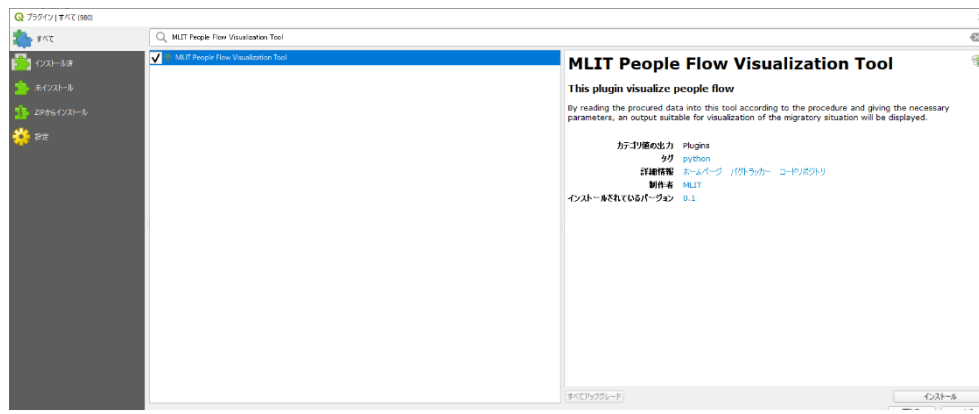 プラグイン | すべて (980)
すべて
インストール済
未インストール
ZIPからインストール
設定
MLIT People Flow Visualization Tool
MLIT People Flow Visualization Tool
MLIT People Flow Visualization Tool
This plugin visualize people flow
By reading the procured data into this tool according to the procedure and giving the necessary
parameters, an output suitable for visualization of the migratory situation will be displayed.
カテゴリ値の出力 Plugins
タグ python
詳細情報 ホームページ バグトラッカー コードリポジトリ
制作者 MLIT
インストールされているバージョン 0.1
すべてアップグレード
インストール